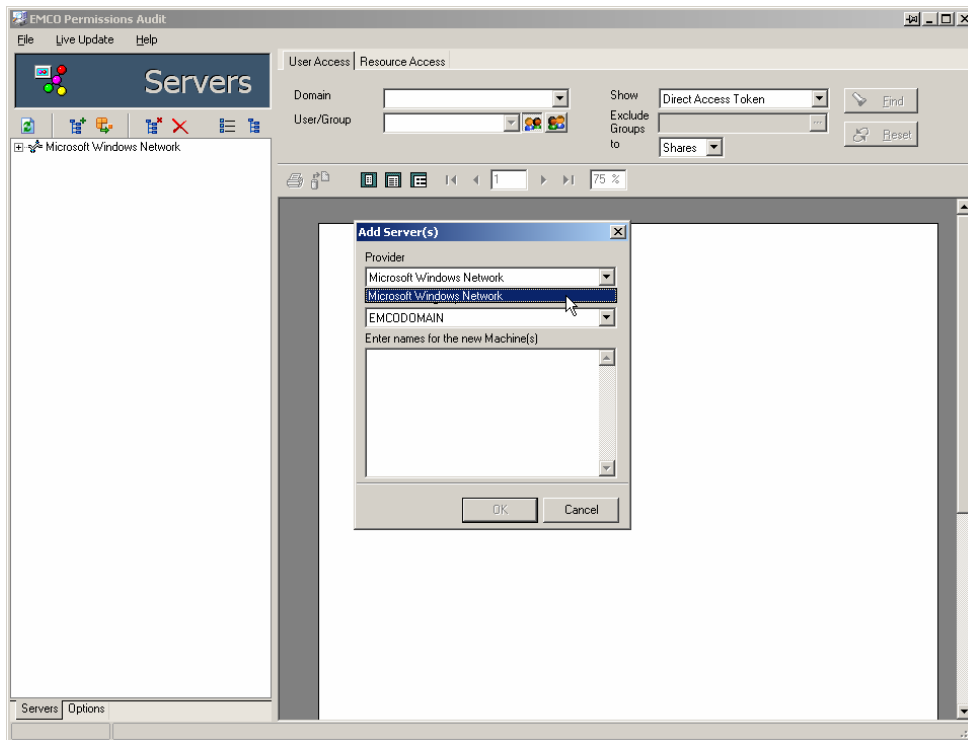 EMCO Permissions Audit
File Live Update Help
Servers
Microsoft Windows Network
Servers Options
User Access Resource Access
Domain
User/Group
Show Direct Access Token
Exclude Groups
to Shares
Find
Reset
1 75 %
Add Server(s)
Provider
Microsoft Windows Network
Microsoft Windows Network
EMCODOMAIN
Enter names for the new Machine(s)
OK Cancel